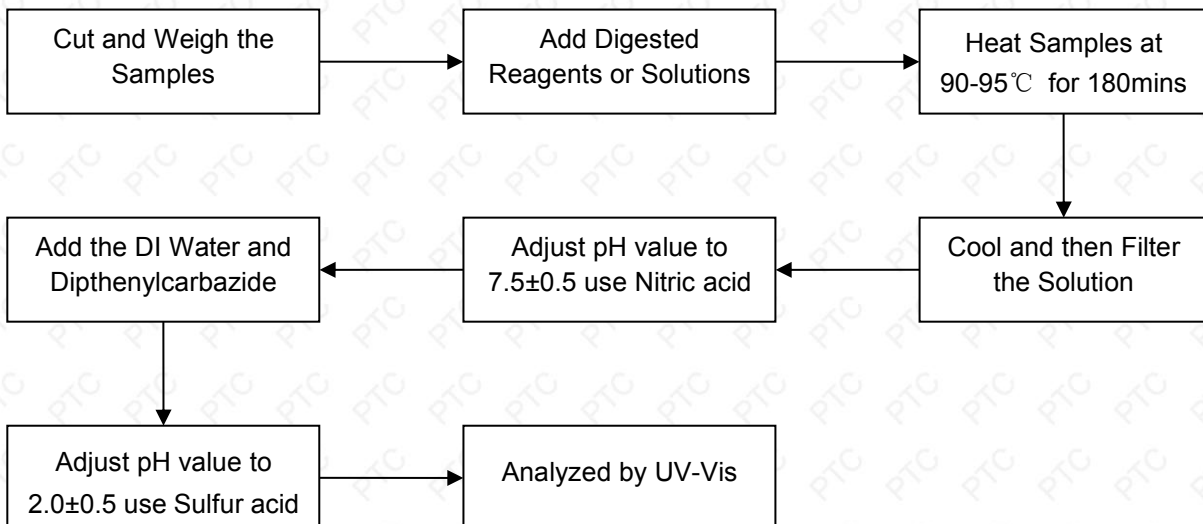 Cut and Weigh the
Samples
Add Digested
Reagents or Solutions
Heat Samples at
90-95℃ for 180mins
Cool and then Filter
the Solution
Adjust pH value to
7.5±0.5 use Nitric acid
Add the DI Water and
Dipthenylcarbazide
Adjust pH value to
2.0±0.5 use Sulfur acid
Analyzed by UV-Vis
PTC